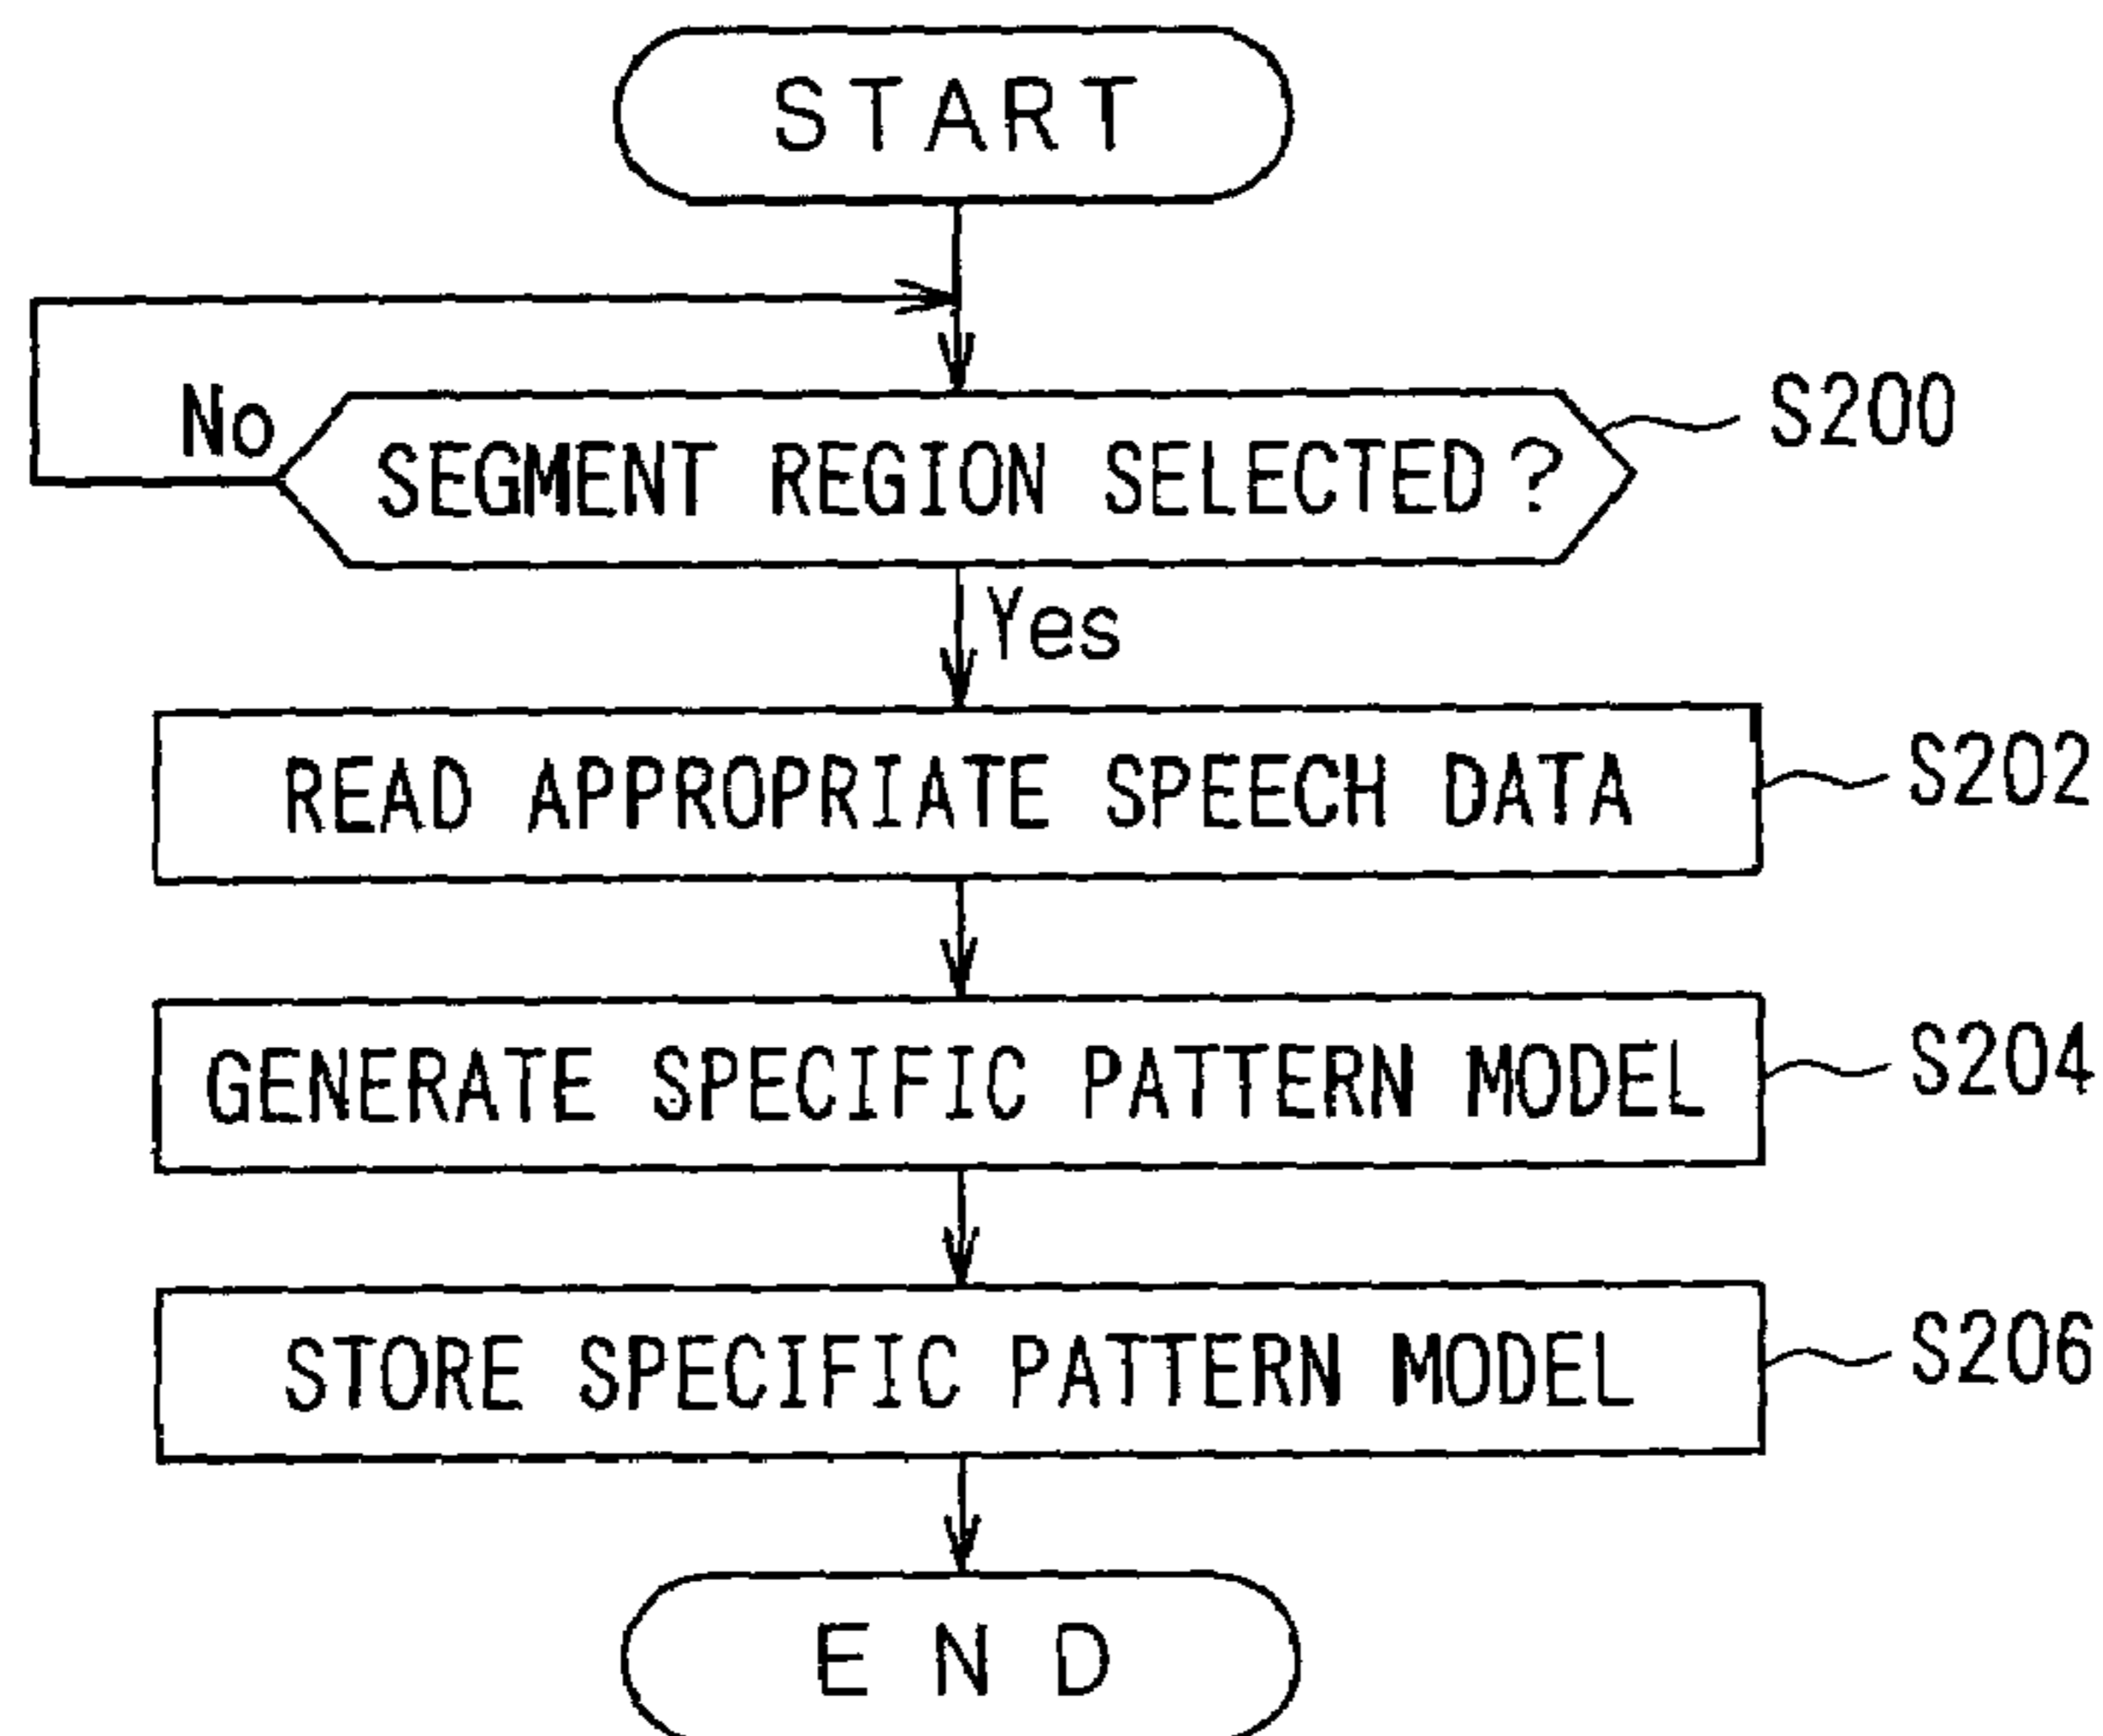 START
No
SEGMENT REGION SELECTED?
S200
Yes
READ APPROPRIATE SPEECH DATA
S202
GENERATE SPECIFIC PATTERN MODEL
S204
STORE SPECIFIC PATTERN MODEL
S206
END